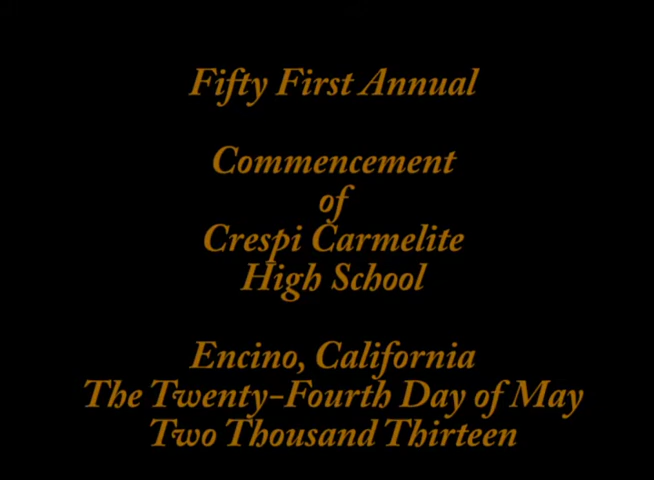 Fifty First Annual
Commencement
of
Crespi Carmelite
High School
Encino, California
The Twenty-Fourth Day of May
Two Thousand Thirteen